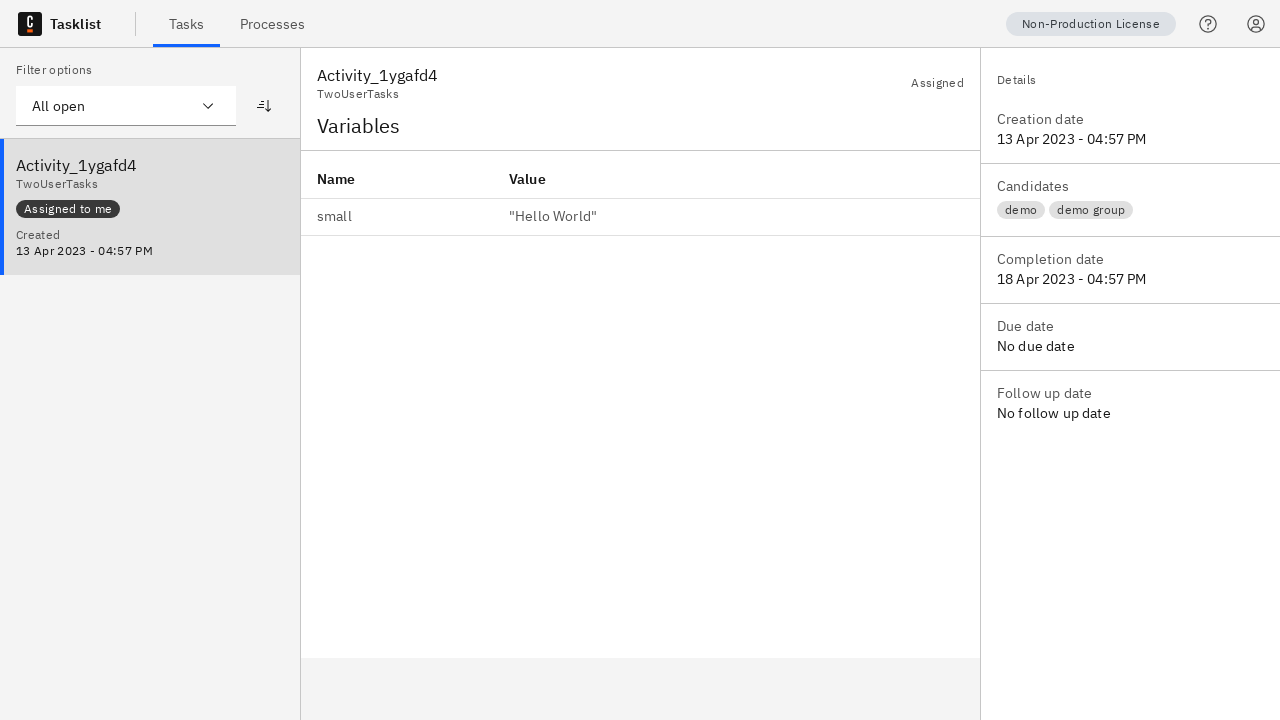 Tasklist
Tasks
Processes
Non-Production License
Filter options
All open
Activity_1ygafd4
TwoUserTasks
Assigned to me
Created
13 Apr 2023 - 04:57 PM
Activity_1ygafd4
TwoUserTasks
Assigned
Variables
Name Value
small "Hello World"
Details
Creation date
13 Apr 2023 - 04:57 PM
Candidates
demo demo group
Completion date
18 Apr 2023 - 04:57 PM
Due date
No due date
Follow up date
No follow up date